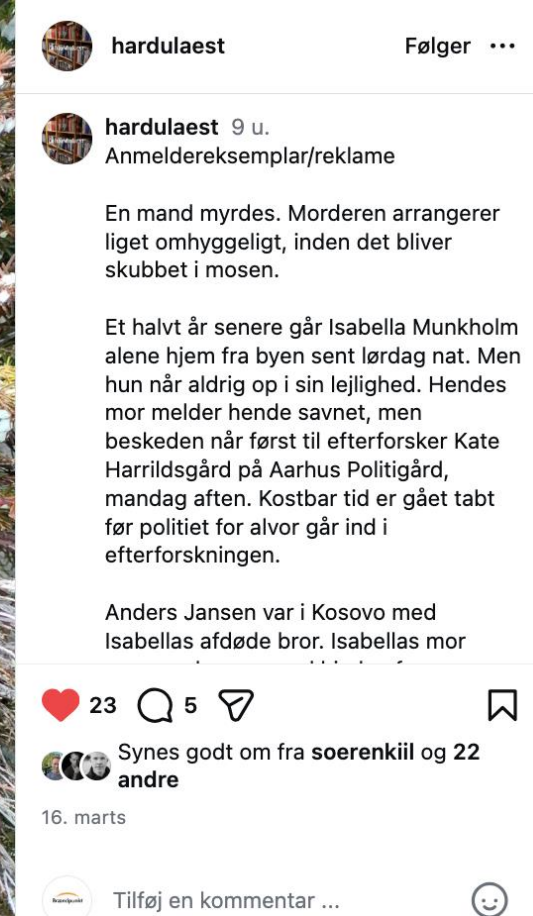 hardulaest
Følger
hardulaest 9 u.
Anmeldereksemplar/reklame
En mand myrdes. Morderen arrangerer
liget omhyggeligt, inden det bliver
skubbet i mosen.
Et halvt år senere går Isabella Munkholm
alene hjem fra byen sent lørdag nat. Men
hun når aldrig op i sin lejlighed. Hendes
mor melder hende savnet, men
beskeden når først til efterforsker Kate
Harrildsgård på Aarhus Politigård,
mandag aften. Kostbar tid er gået tabt
før politiet for alvor går ind i
efterforskningen.
Anders Jansen var i Kosovo med
Isabellas afdøde bror. Isabellas mor
23 5
Synes godt om fra soerenkiil og 22
andre
16. marts
Tilføj en kommentar ...